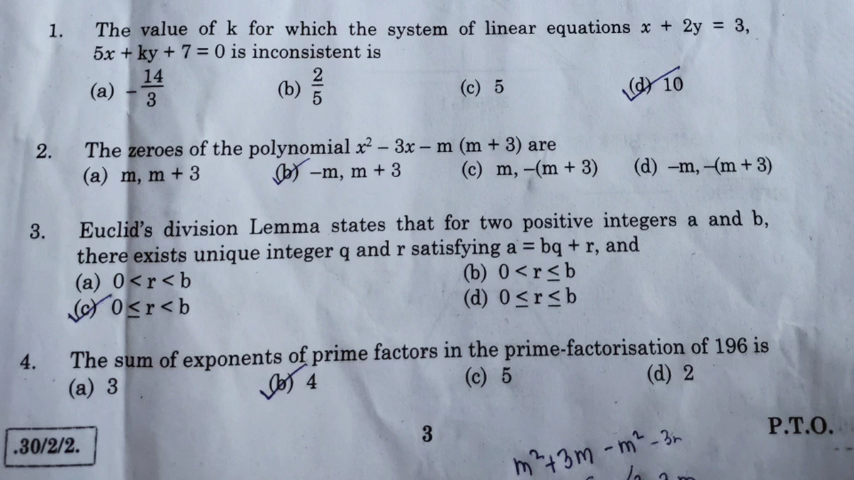 1. The value of k for which the system of linear equations x + 2y = 3,
5x + ky + 7 = 0 is inconsistent is
(a) -14/3 (b) 2/5 (c) 5 (d) 10
2. The zeroes of the polynomial x² – 3x – m (m + 3) are
(a) m, m + 3 (b) –m, m + 3 (c) m, –(m + 3) (d) –m, –(m + 3)
3. Euclid's division Lemma states that for two positive integers a and b,
there exists unique integer q and r satisfying a = bq + r, and
(a) 0 < r < b (b) 0 < r ≤ b
(c) 0 ≤ r < b (d) 0 ≤ r ≤ b
4. The sum of exponents of prime factors in the prime-factorisation of 196 is
(a) 3 (b) 4 (c) 5 (d) 2
.30/2/2. 3 P.T.O.
m²+3m – m² –3m